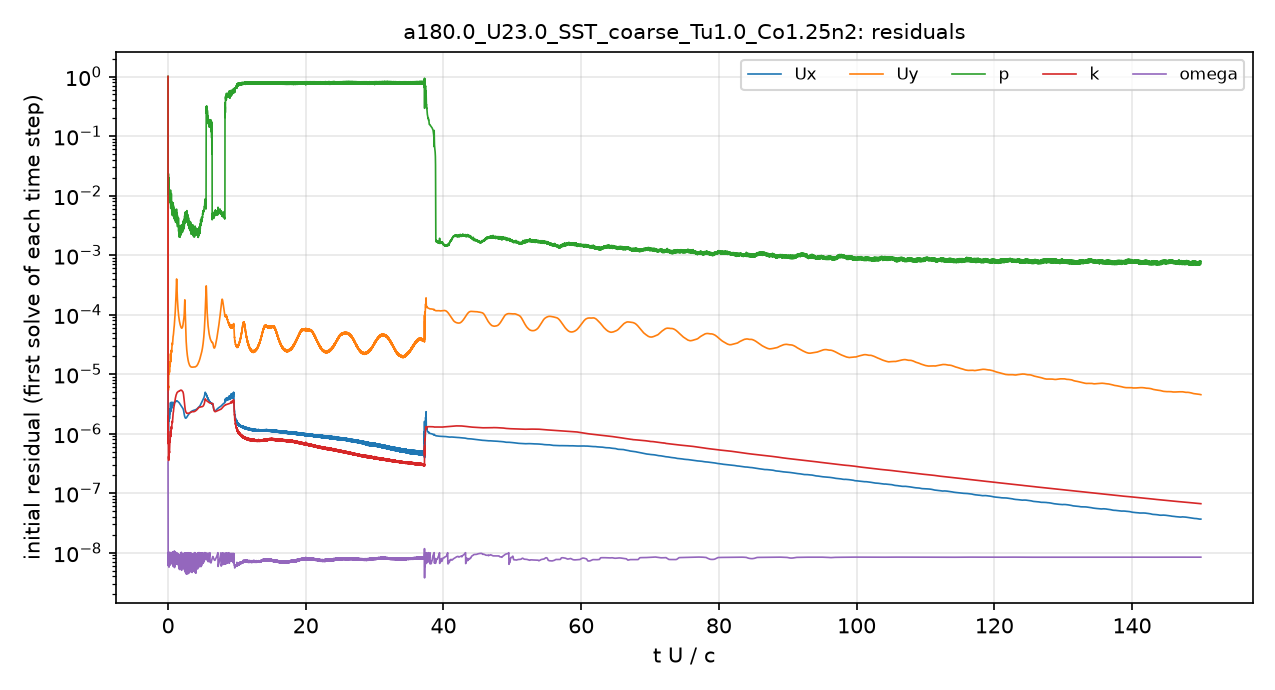 a180.0_U23.0_SST_coarse_Tu1.0_Co1.25n2: residuals
Ux Uy p k omega
10⁰
10⁻¹
10⁻²
10⁻³
10⁻⁴
10⁻⁵
10⁻⁶
10⁻⁷
10⁻⁸
initial residual (first solve of each time step)
0 20 40 60 80 100 120 140
t U / c